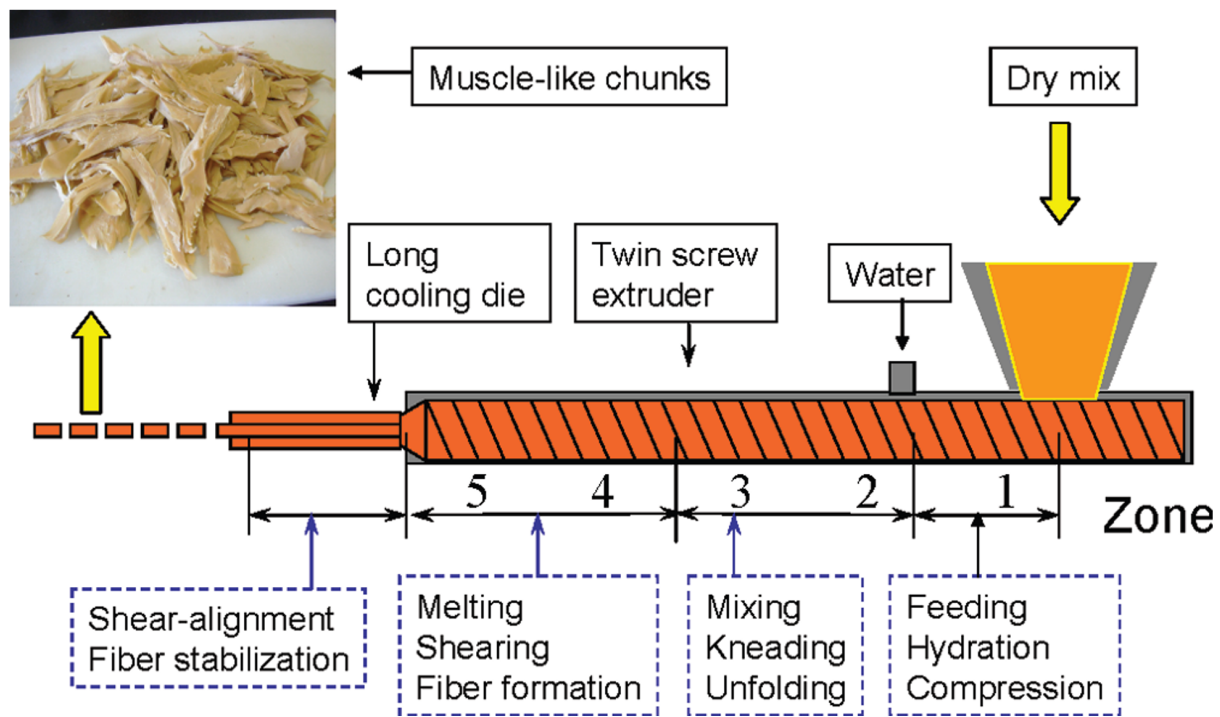 Muscle-like chunks
Dry mix
Long
cooling die
Twin screw
extruder
Water
5 4 3 2 1
Zone
Shear-alignment
Fiber stabilization
Melting
Shearing
Fiber formation
Mixing
Kneading
Unfolding
Feeding
Hydration
Compression